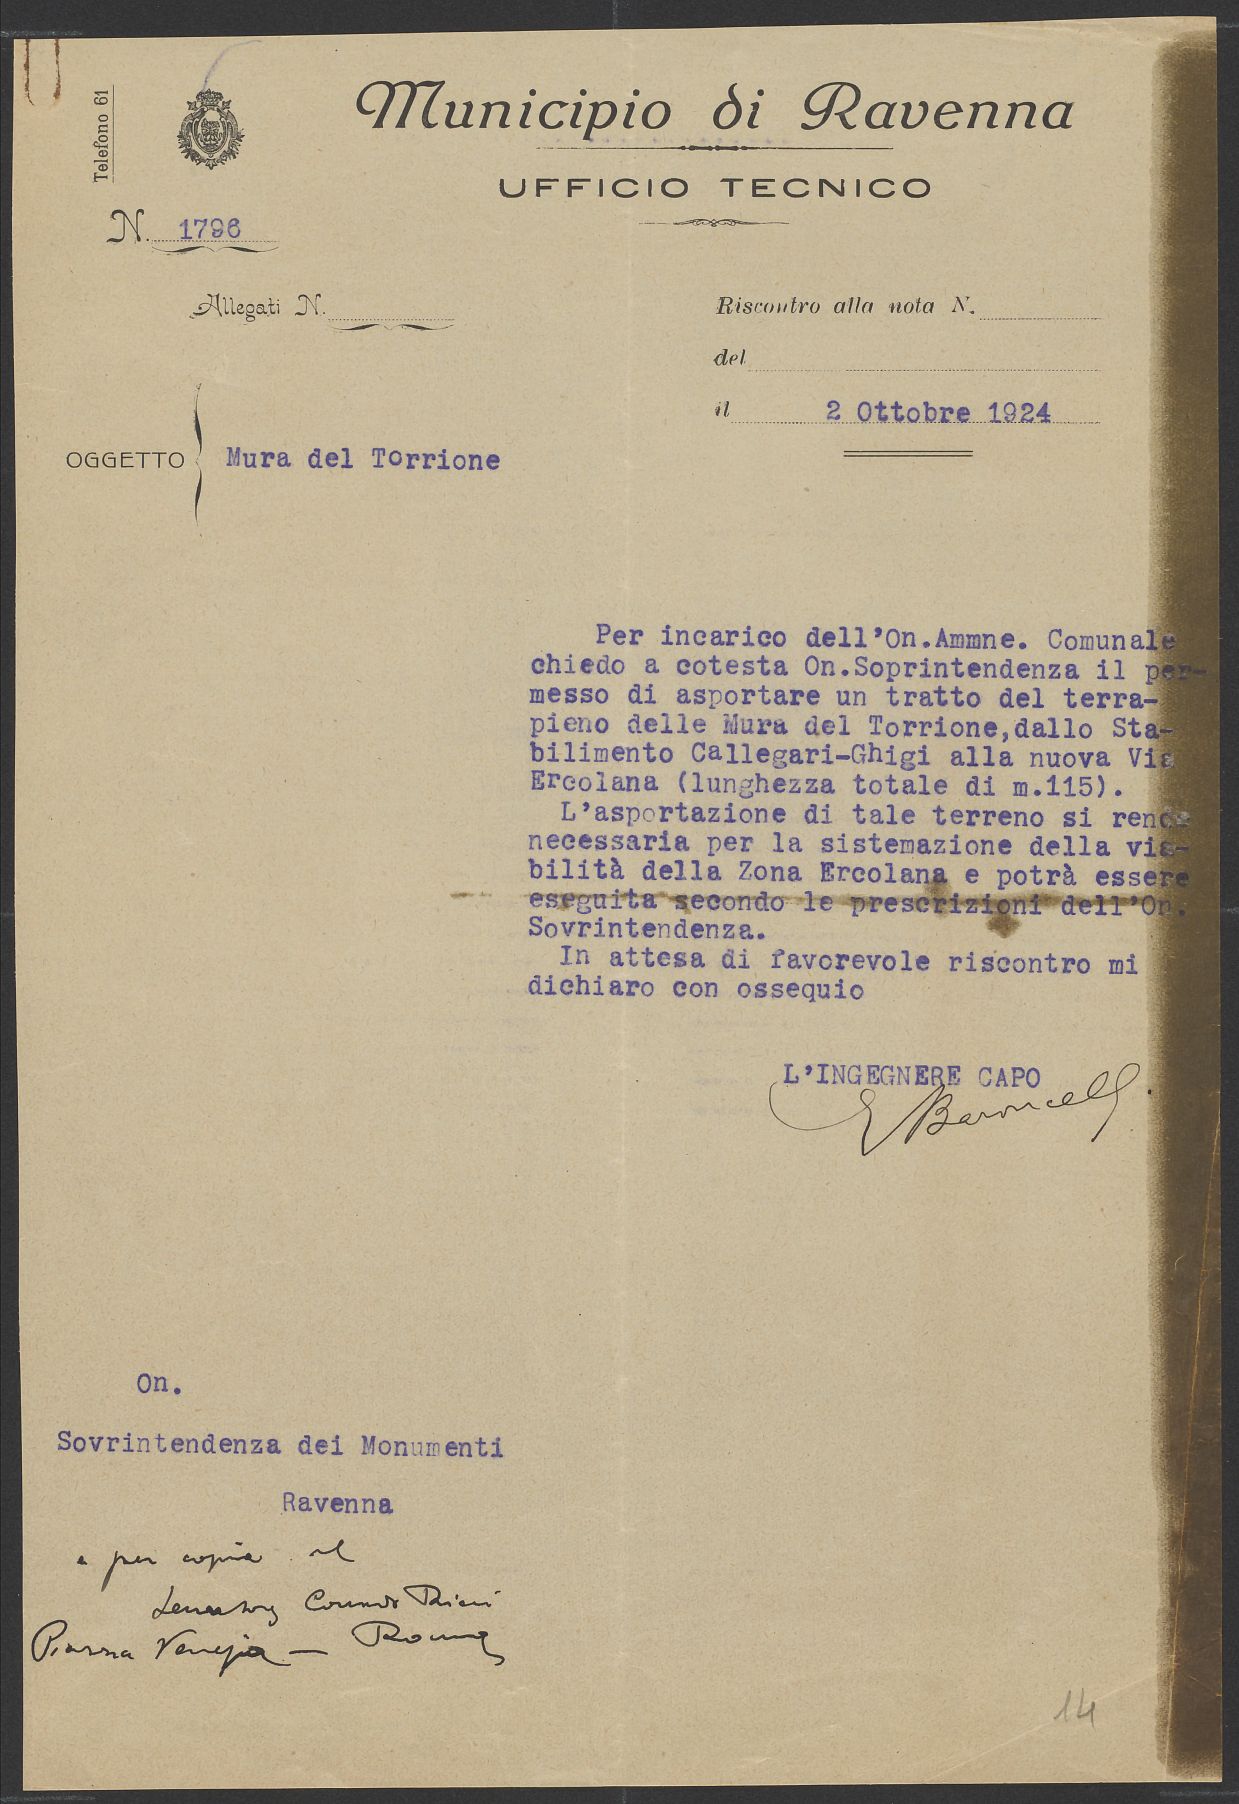 Telefono 61
Municipio di Ravenna
UFFICIO TECNICO
N. 1796
Allegati N.
Riscontro alla nota N.
del
il 2 Ottobre 1924
OGGETTO Mura del Torrione
Per incarico dell'On.Ammne. Comunale
chiedo a cotesta On.Soprintendenza il per-
messo di asportare un tratto del terra-
pieno delle Mura del Torrione,dallo Sta-
bilimento Callegari-Ghigi alla nuova Via
Ercolana (lunghezza totale di m.115).
L'asportazione di tale terreno si rende
necessaria per la sistemazione della via-
bilità della Zona Ercolana e potrà essere
eseguita secondo le prescrizioni dell'On.
Sovrintendenza.
In attesa di favorevole riscontro mi
dichiaro con ossequio
L'INGEGNERE CAPO
E Baroncelli
On.
Sovrintendenza dei Monumenti
Ravenna
e per copia al
Senatore Corrado Ricci
Piazza Venezia — Roma
14